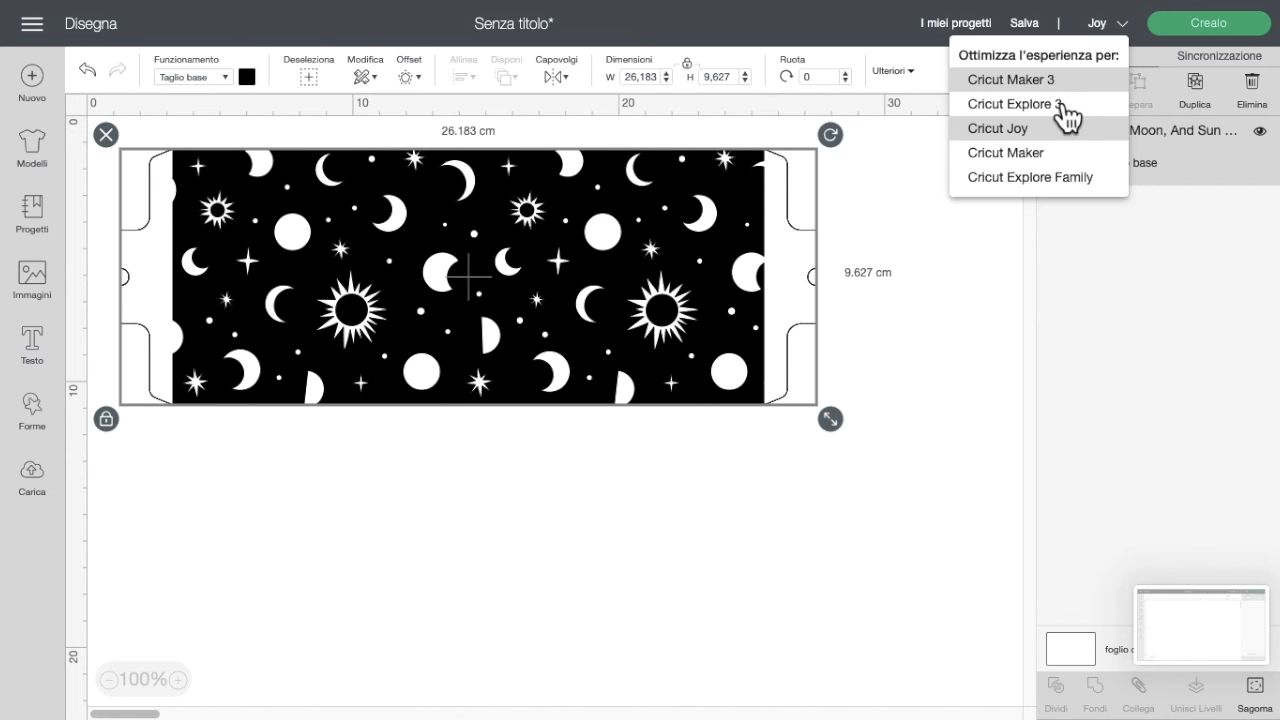 Disegna
Senza titolo*
I miei progetti
Salva
|
Joy
Crealo
Ottimizza l'esperienza per:
Cricut Maker 3
Cricut Explore 3
Cricut Joy
Cricut Maker
Cricut Explore Family
Sincronizzazione
Nuovo
Modelli
Progetti
Immagini
Testo
Forme
Carica
Funzionamento
Taglio base
Deseleziona
Modifica
Offset
Allinea
Disponi
Capovolgi
Dimensioni
W 26,183
H 9,627
Ruota
0
Ulteriori
Duplica
Elimina
Moon, And Sun ...
base
0 10 20 30
0
10
20
26.183 cm
9.627 cm
100%
foglio
Dividi
Fondi
Collega
Unisci Livelli
Sagoma